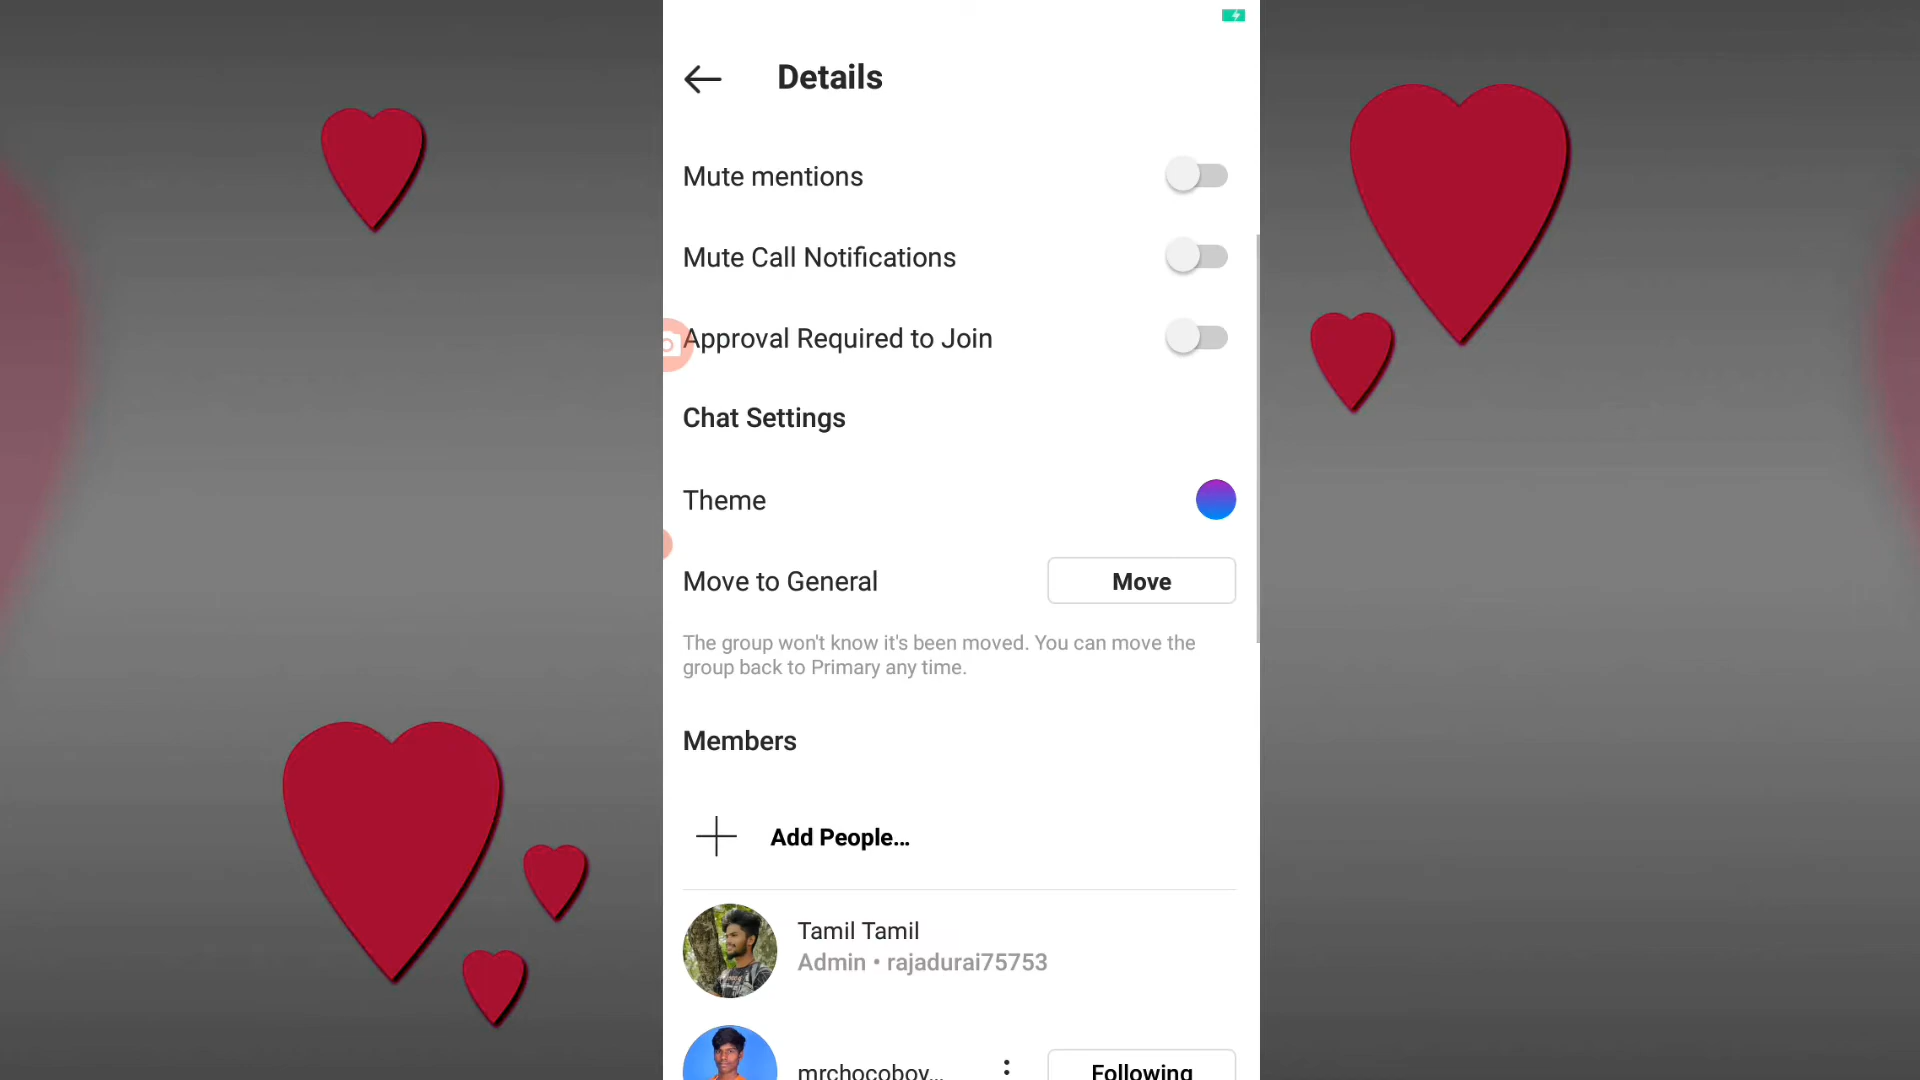 Details
Mute mentions
Mute Call Notifications
Approval Required to Join
Chat Settings
Theme
Move to General
Move
The group won't know it's been moved. You can move the
group back to Primary any time.
Members
Add People...
Tamil Tamil
Admin • rajadurai75753
mrchocoboy...
Following